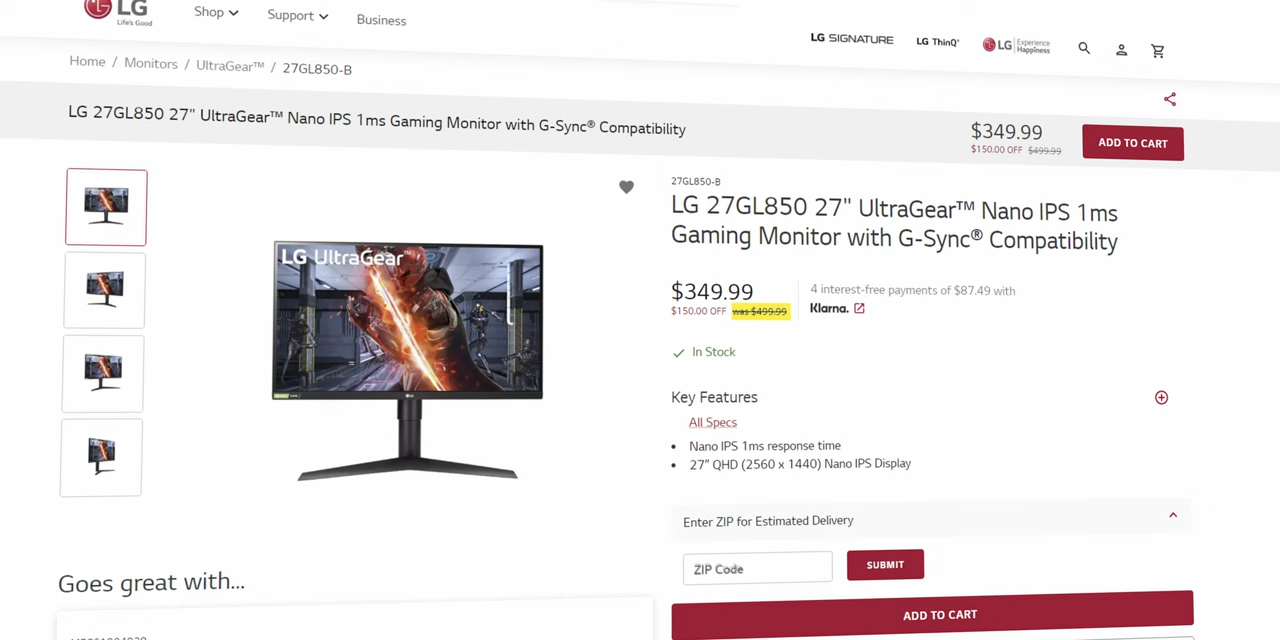 LG
Life's Good
Shop
Support
Business
LG SIGNATURE
LG ThinQ®
LG Experience Happiness
Home / Monitors / UltraGear™ / 27GL850-B
LG 27GL850 27" UltraGear™ Nano IPS 1ms Gaming Monitor with G-Sync® Compatibility
$349.99
$150.00 OFF $499.99
ADD TO CART
LG UltraGear™
27GL850-B
LG 27GL850 27" UltraGear™ Nano IPS 1ms
Gaming Monitor with G-Sync® Compatibility
$349.99
$150.00 OFF was $499.99
4 interest-free payments of $87.49 with
Klarna.
In Stock
Key Features
All Specs
• Nano IPS 1ms response time
• 27” QHD (2560 x 1440) Nano IPS Display
Enter ZIP for Estimated Delivery
ZIP Code
SUBMIT
ADD TO CART
Goes great with...